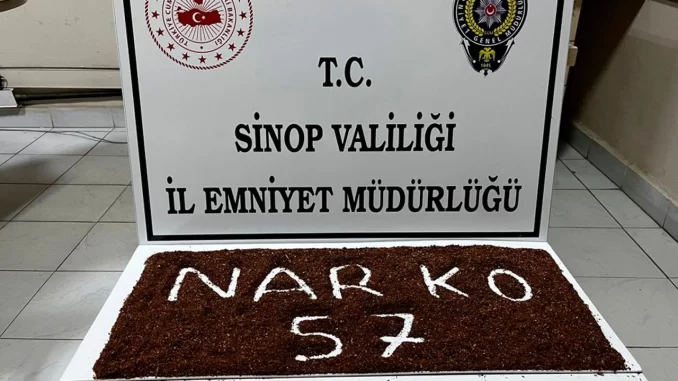 T.C.
SİNOP VALİLİĞİ
İL EMNİYET MÜDÜRLÜĞÜ
NARKO
57